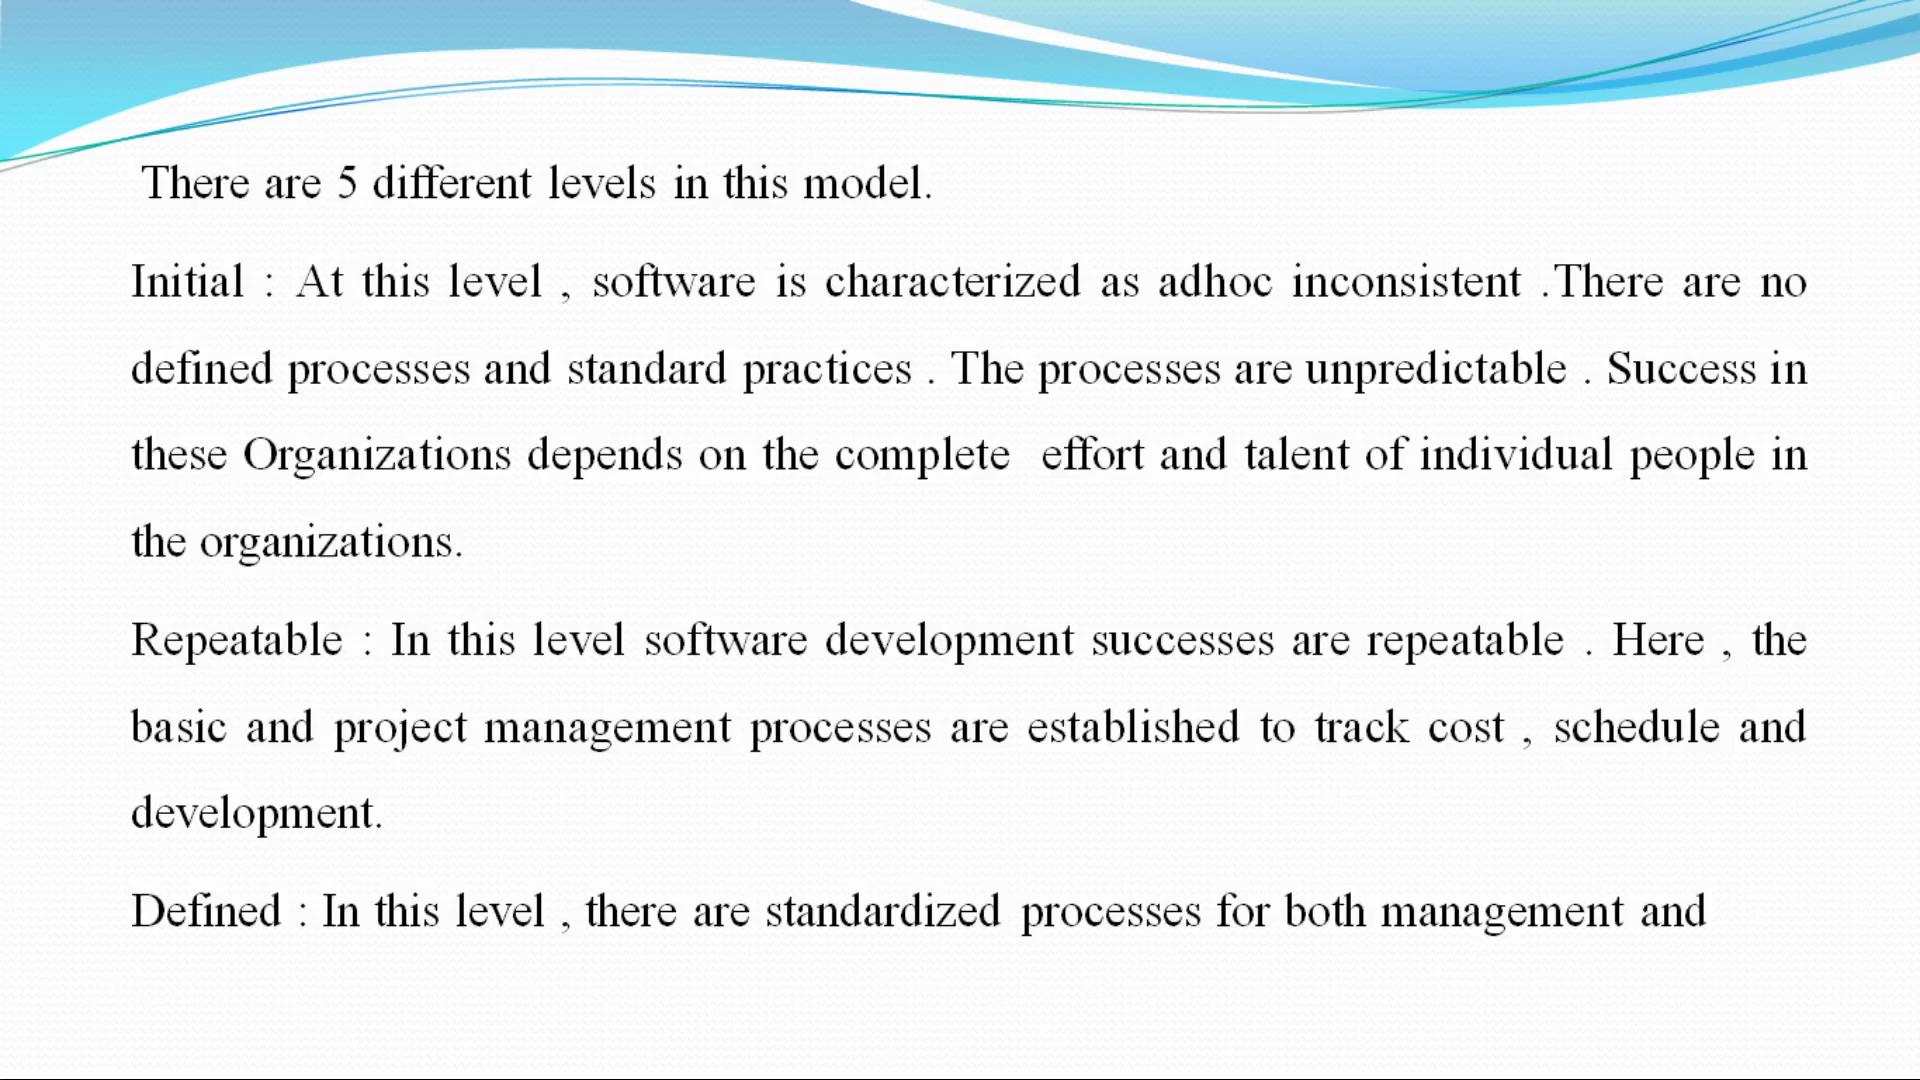 There are 5 different levels in this model.
Initial : At this level , software is characterized as adhoc inconsistent .There are no
defined processes and standard practices . The processes are unpredictable . Success in
these Organizations depends on the complete  effort and talent of individual people in
the organizations.
Repeatable : In this level software development successes are repeatable . Here , the
basic and project management processes are established to track cost , schedule and
development.
Defined : In this level , there are standardized processes for both management and